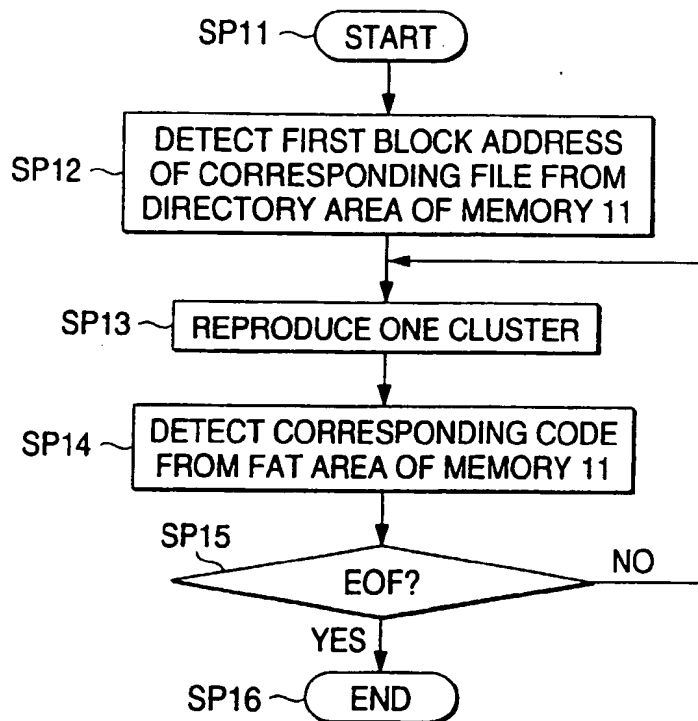 SP11 START
SP12 DETECT FIRST BLOCK ADDRESS
OF CORRESPONDING FILE FROM
DIRECTORY AREA OF MEMORY 11
SP13 REPRODUCE ONE CLUSTER
SP14 DETECT CORRESPONDING CODE
FROM FAT AREA OF MEMORY 11
SP15
EOF? NO
YES
SP16 END